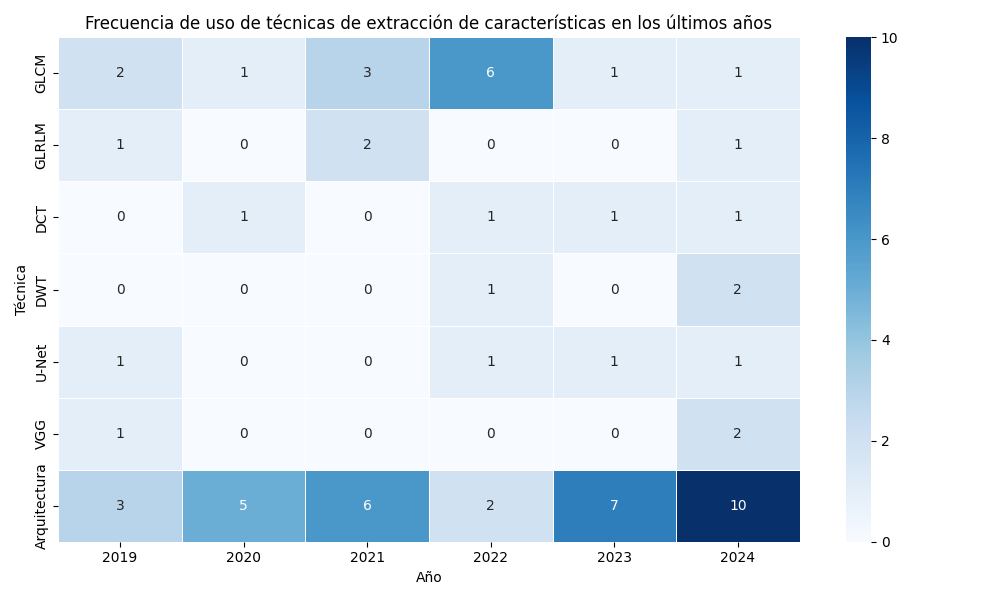 Frecuencia de uso de técnicas de extracción de características en los últimos años
Técnica
GLCM 2 1 3 6 1 1
GLRLM 1 0 2 0 0 1
DCT 0 1 0 1 1 1
DWT 0 0 0 1 0 2
U-Net 1 0 0 1 1 1
VGG 1 0 0 0 0 2
Arquitectura 3 5 6 2 7 10
2019 2020 2021 2022 2023 2024
Año
10
8
6
4
2
0